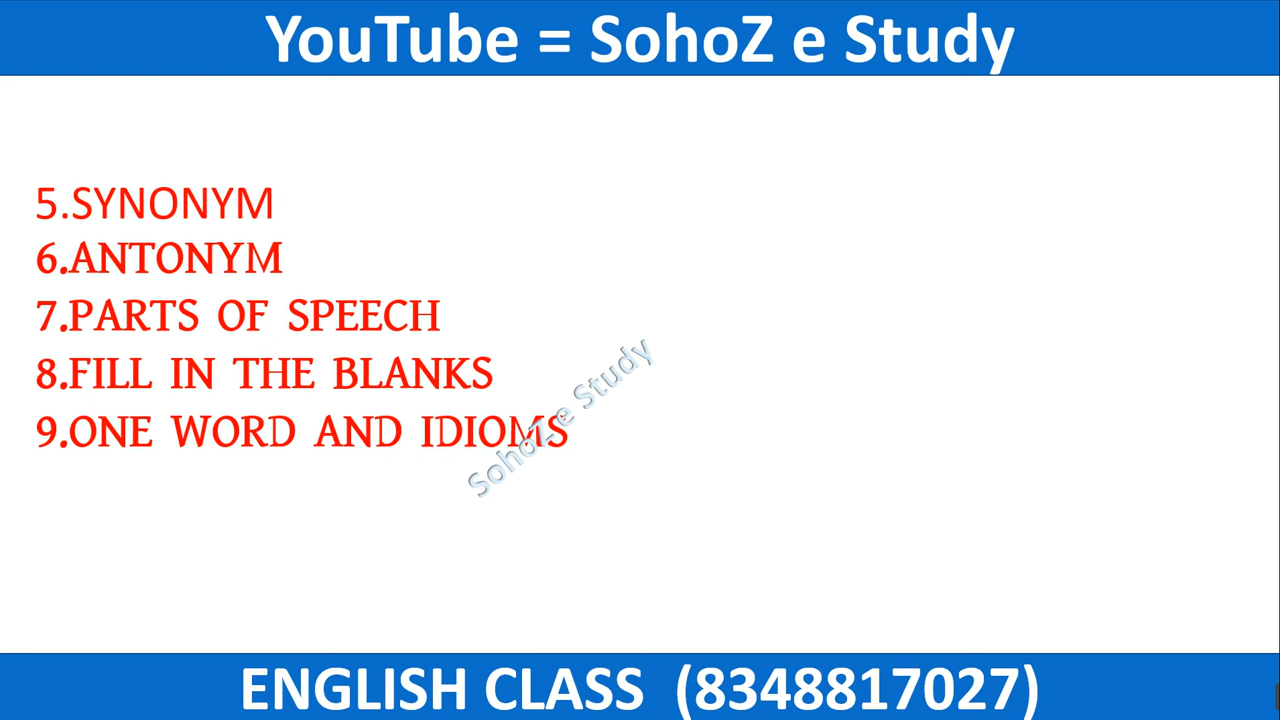 YouTube = SohoZ e Study
5.SYNONYM
6.ANTONYM
7.PARTS OF SPEECH
8.FILL IN THE BLANKS
9.ONE WORD AND IDIOMS
SohoZ e Study
ENGLISH CLASS (8348817027)